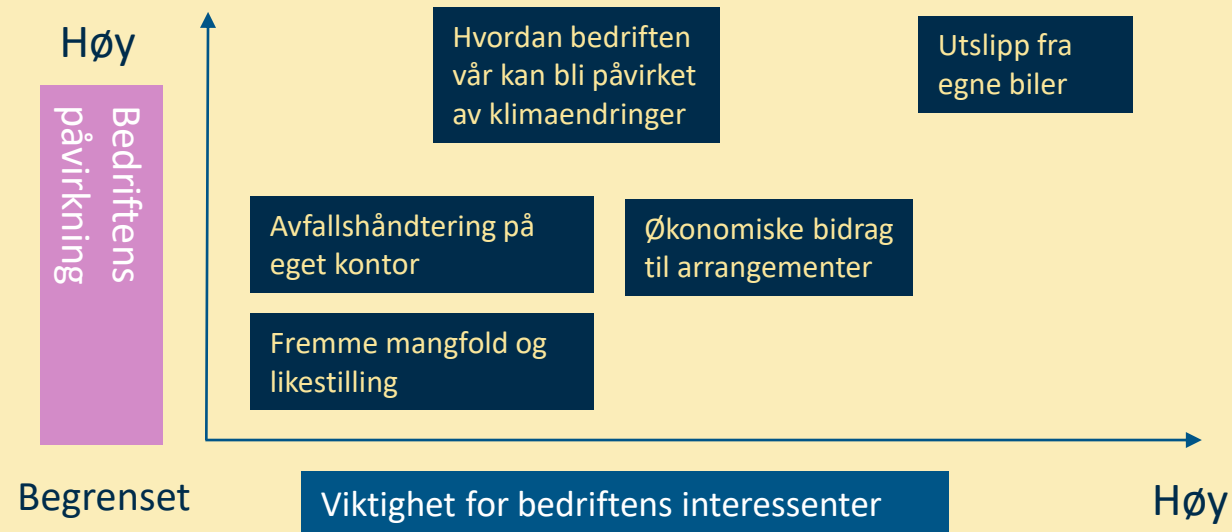 Høy
Bedriftens
påvirkning
Hvordan bedriften
vår kan bli påvirket
av klimaendringer
Utslipp fra
egne biler
Avfallshåndtering på
eget kontor
Økonomiske bidrag
til arrangementer
Fremme mangfold og
likestilling
Begrenset
Viktighet for bedriftens interessenter
Høy